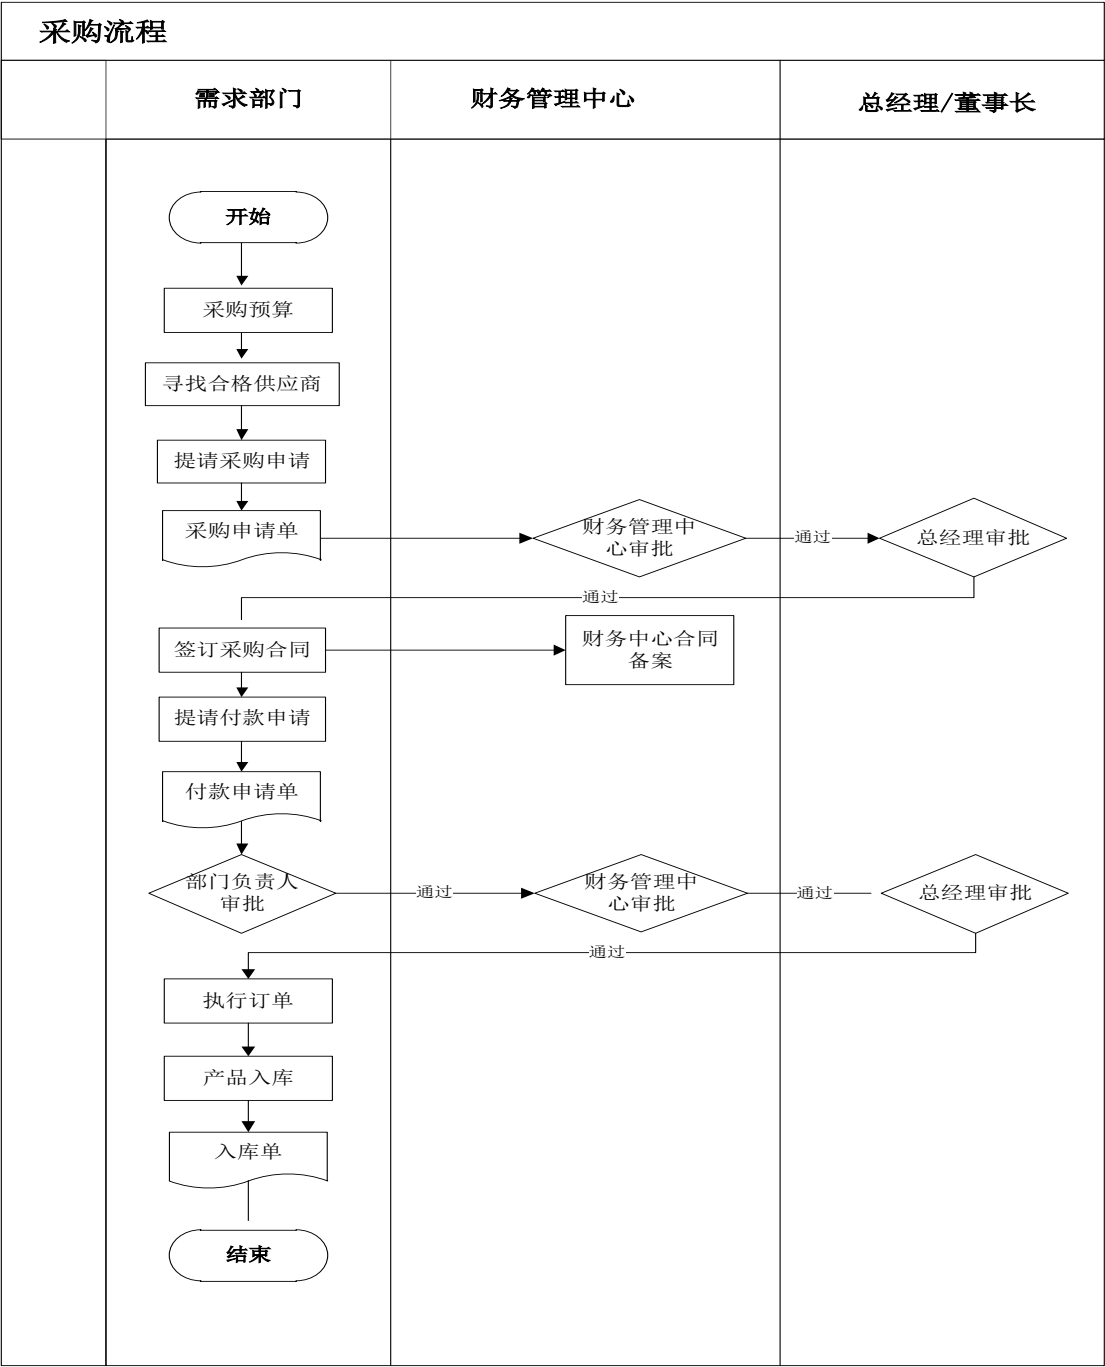 采购流程
需求部门
财务管理中心
总经理/董事长
开始
采购预算
寻找合格供应商
提请采购申请
采购申请单
财务管理中
心审批
通过
总经理审批
通过
签订采购合同
财务中心合同
备案
提请付款申请
付款申请单
部门负责人
审批
通过
财务管理中
心审批
通过
总经理审批
通过
执行订单
产品入库
入库单
结束